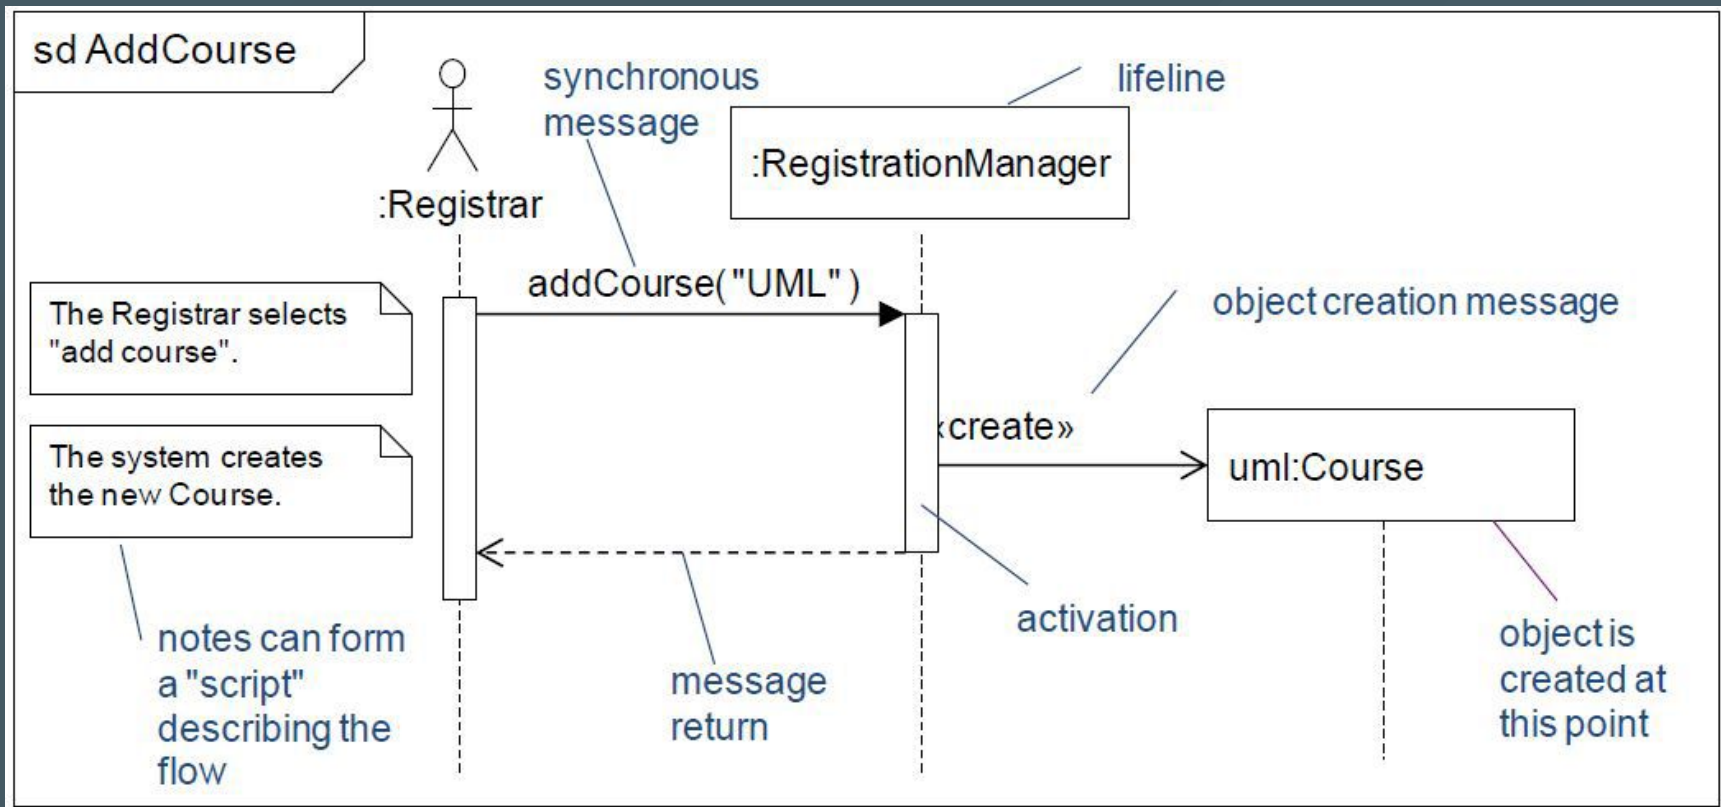 sd AddCourse
synchronous
message
lifeline
:RegistrationManager
:Registrar
addCourse("UML" )
The Registrar selects
"add course".
object creation message
«create»
The system creates
the new Course.
uml:Course
activation
notes can form
a "script"
describing the
flow
message
return
object is
created at
this point